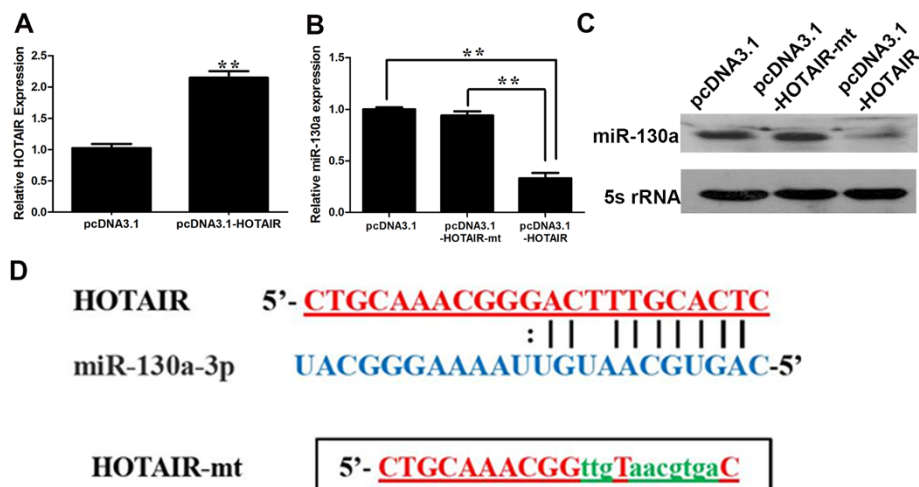 A
Relative HOTAIR Expression
2.5
2.0
1.5
1.0
0.5
0.0
**
pcDNA3.1
pcDNA3.1-HOTAIR
B
Relative miR-130a expression
1.5
1.0
0.5
0.0
**
**
pcDNA3.1
pcDNA3.1
-HOTAIR-mt
pcDNA3.1
-HOTAIR
C
pcDNA3.1
pcDNA3.1
-HOTAIR-mt
pcDNA3.1
-HOTAIR
miR-130a
5s rRNA
D
HOTAIR 5’- CTGCAAACGGGACTTTGCACTC
: | | | | | | | | |
miR-130a-3p UACGGGAAAAUUGUAACGUGAC-5’
HOTAIR-mt 5’- CTGCAAACGGttgTaacgtgaC